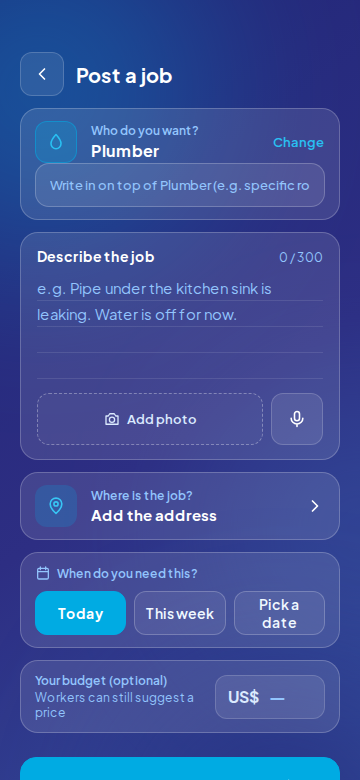 Post a job
Who do you want?
Plumber
Change
Write in on top of Plumber (e.g. specific ro
Describe the job
0 / 300
e.g. Pipe under the kitchen sink is
leaking. Water is off for now.
Add photo
Where is the job?
Add the address
When do you need this?
Today
This week
Pick a
date
Your budget (optional)
Workers can still suggest a
price
US$ —